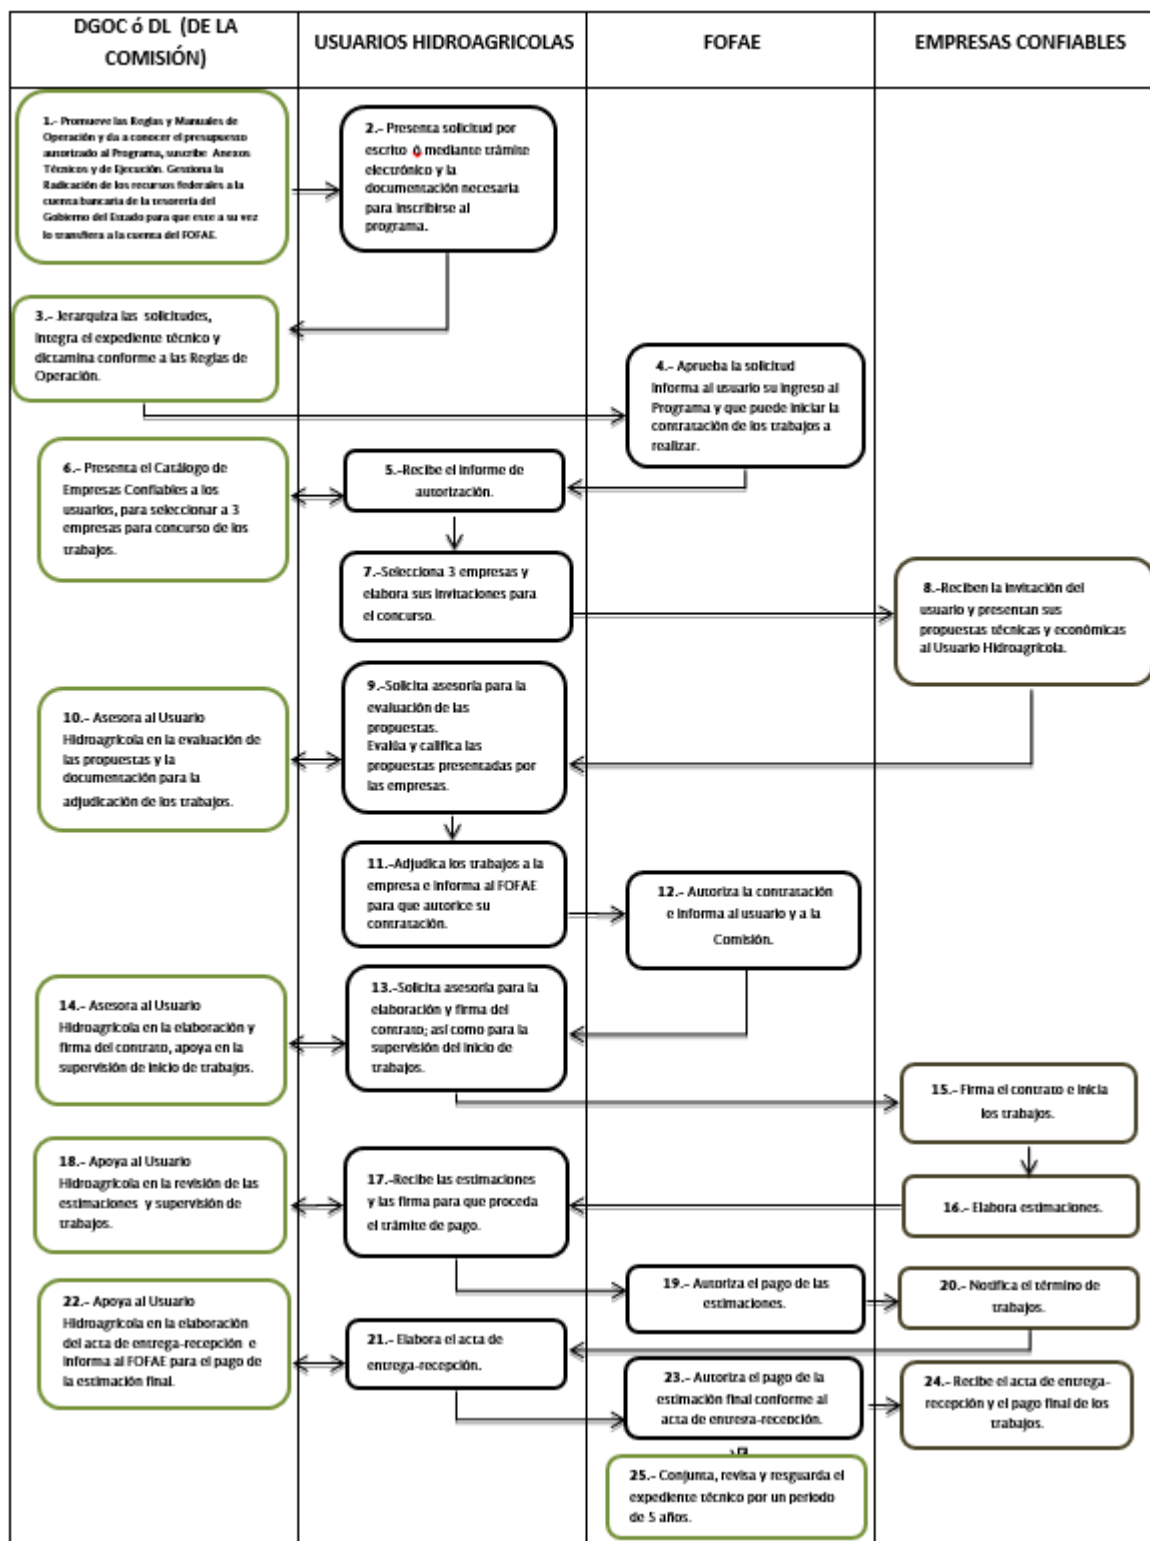 DGOC ó DL (DE LA
COMISIÓN)
USUARIOS HIDROAGRICOLAS
FOFAE
EMPRESAS CONFIABLES
1.- Promueve las Reglas y Manuales de
Operación y da a conocer el presupuesto
autorizado al Programa, suscribe Anexos
Técnicos y de Ejecución. Gestiona la
Radicación de los recursos federales a la
cuenta bancaria de la tesorería del
Gobierno del Estado para que este a su vez
lo transfiera a la cuenta del FOFAE.
2.- Presenta solicitud por
escrito ó mediante trámite
electrónico y la
documentación necesaria
para inscribirse al
programa.
3.- Jerarquiza las solicitudes,
integra el expediente técnico y
dictamina conforme a las Reglas de
Operación.
4.- Aprueba la solicitud
Informa al usuario su ingreso al
Programa y que puede iniciar la
contratación de los trabajos a
realizar.
5.-Recibe el informe de
autorización.
6.- Presenta el Catálogo de
Empresas Confiables a los
usuarios, para seleccionar a 3
empresas para concurso de los
trabajos.
7.-Selecciona 3 empresas y
elabora sus invitaciones para
el concurso.
8.-Reciben la invitación del
usuario y presentan sus
propuestas técnicas y económicas
al Usuario Hidroagrícola.
9.-Solicita asesoría para la
evaluación de las
propuestas.
Evalúa y califica las
propuestas presentadas por
las empresas.
10.- Asesora al Usuario
Hidroagrícola en la evaluación de
las propuestas y la
documentación para la
adjudicación de los trabajos.
11.-Adjudica los trabajos a la
empresa e informa al FOFAE
para que autorice su
contratación.
12.- Autoriza la contratación
e informa al usuario y a la
Comisión.
13.-Solicita asesoría para la
elaboración y firma del
contrato; así como para la
supervisión del inicio de
trabajos.
14.- Asesora al Usuario
Hidroagrícola en la elaboración y
firma del contrato, apoya en la
supervisión de inicio de trabajos.
15.- Firma el contrato e inicia
los trabajos.
16.- Elabora estimaciones.
17.-Recibe las estimaciones
y las firma para que proceda
el trámite de pago.
18.- Apoya al Usuario
Hidroagrícola en la revisión de las
estimaciones y supervisión de
trabajos.
19.- Autoriza el pago de las
estimaciones.
20.- Notifica el término de
trabajos.
21.- Elabora el acta de
entrega-recepción.
22.- Apoya al Usuario
Hidroagrícola en la elaboración
del acta de entrega-recepción e
informa al FOFAE para el pago de
la estimación final.
23.- Autoriza el pago de la
estimación final conforme al
acta de entrega-recepción.
24.- Recibe el acta de entrega-
recepción y el pago final de los
trabajos.
25.- Conjunta, revisa y resguarda el
expediente técnico por un periodo
de 5 años.